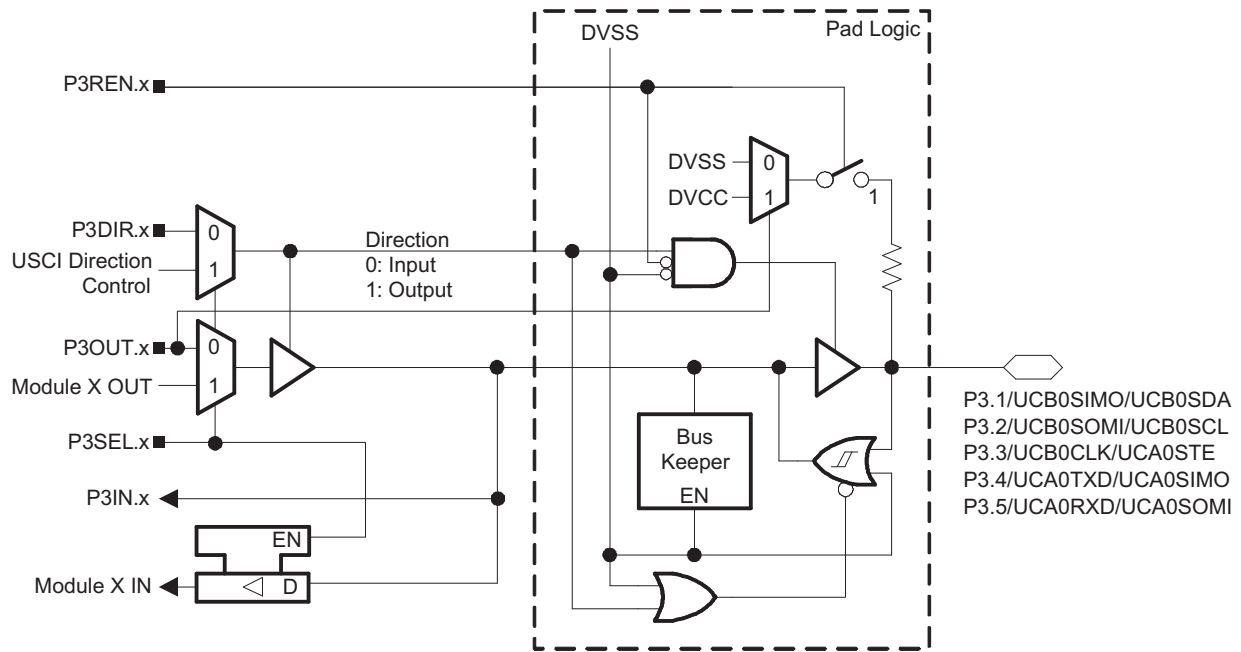 DVSS
Pad Logic
P3REN.x
DVSS
0
DVCC
1
1
P3DIR.x
0
USCI Direction
Control
1
Direction
0: Input
1: Output
P3OUT.x
0
Module X OUT
1
P3SEL.x
P3IN.x
EN
Module X IN
D
Bus
Keeper
EN
P3.1/UCB0SIMO/UCB0SDA
P3.2/UCB0SOMI/UCB0SCL
P3.3/UCB0CLK/UCA0STE
P3.4/UCA0TXD/UCA0SIMO
P3.5/UCA0RXD/UCA0SOMI